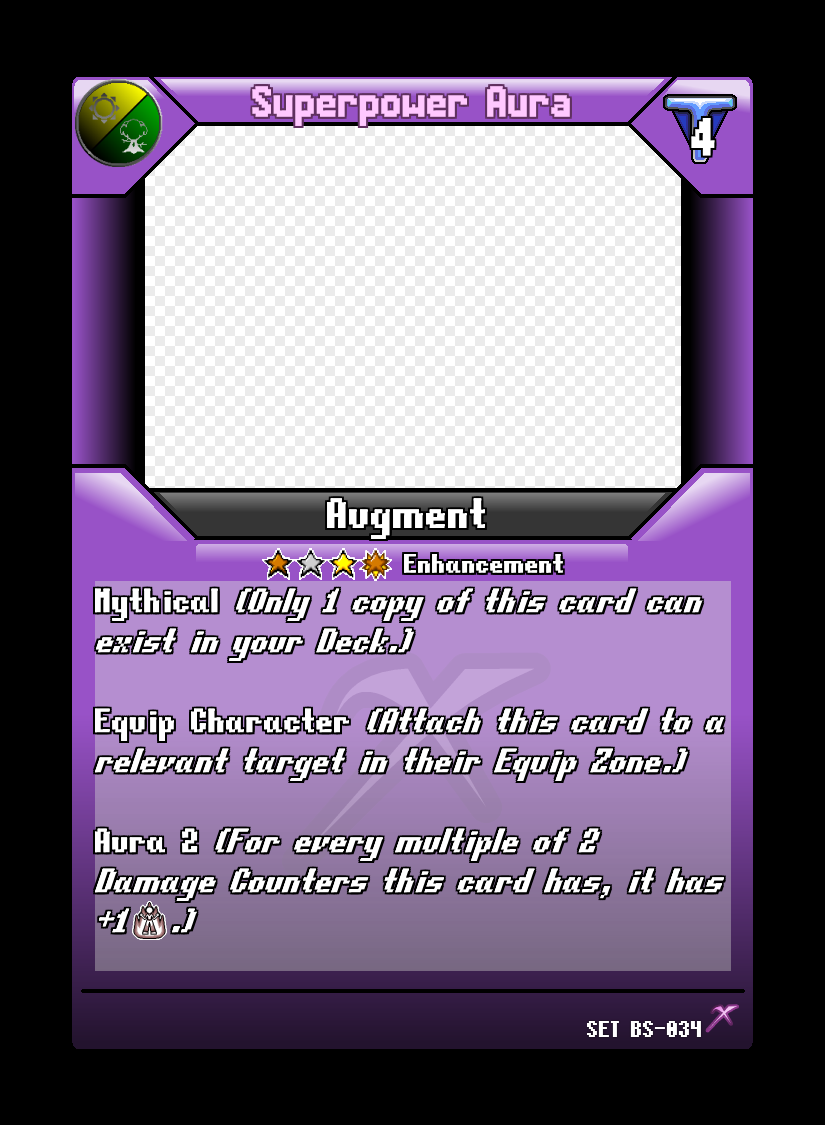 Superpower Aura
4
Augment
Enhancement
Mythical (Only 1 copy of this card can
exist in your Deck.)
Equip Character (Attach this card to a
relevant target in their Equip Zone.)
Aura 2 (For every multiple of 2
Damage Counters this card has, it has
+1 .)
SET BS-034